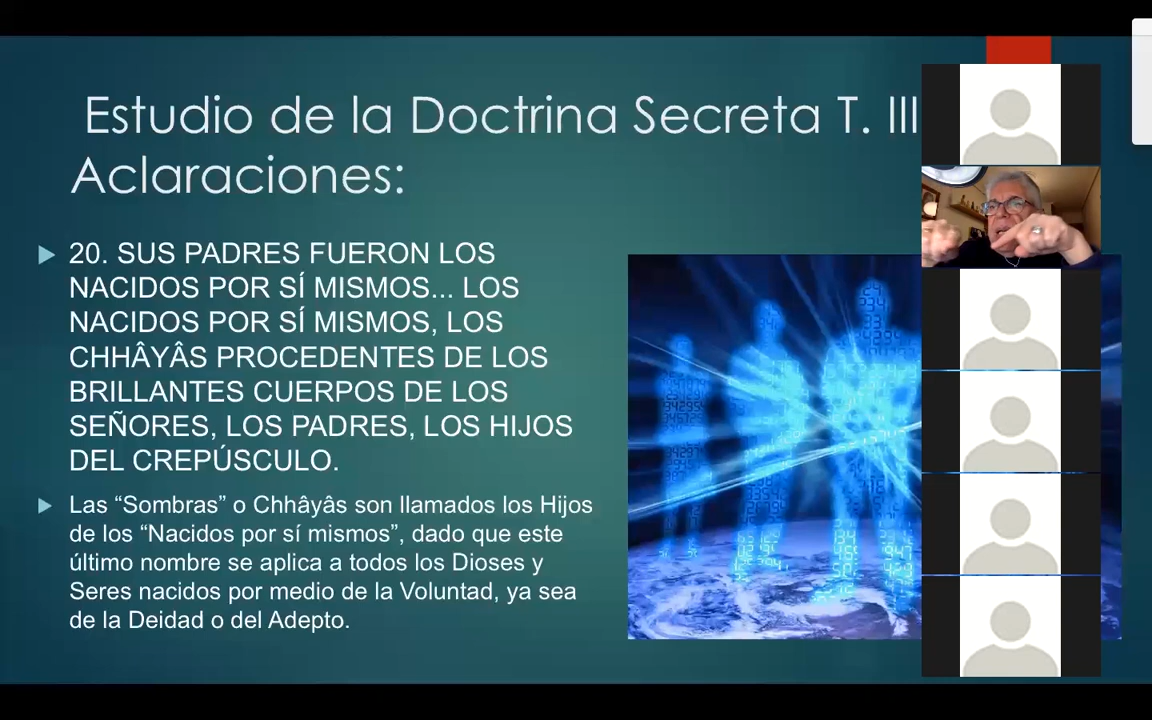 Estudio de la Doctrina Secreta T. III
Aclaraciones:
20. SUS PADRES FUERON LOS
NACIDOS POR SÍ MISMOS... LOS
NACIDOS POR SÍ MISMOS, LOS
CHHÂYÂS PROCEDENTES DE LOS
BRILLANTES CUERPOS DE LOS
SEÑORES, LOS PADRES, LOS HIJOS
DEL CREPÚSCULO.
Las “Sombras” o Chhâyâs son llamados los Hijos
de los “Nacidos por sí mismos”, dado que este
último nombre se aplica a todos los Dioses y
Seres nacidos por medio de la Voluntad, ya sea
de la Deidad o del Adepto.